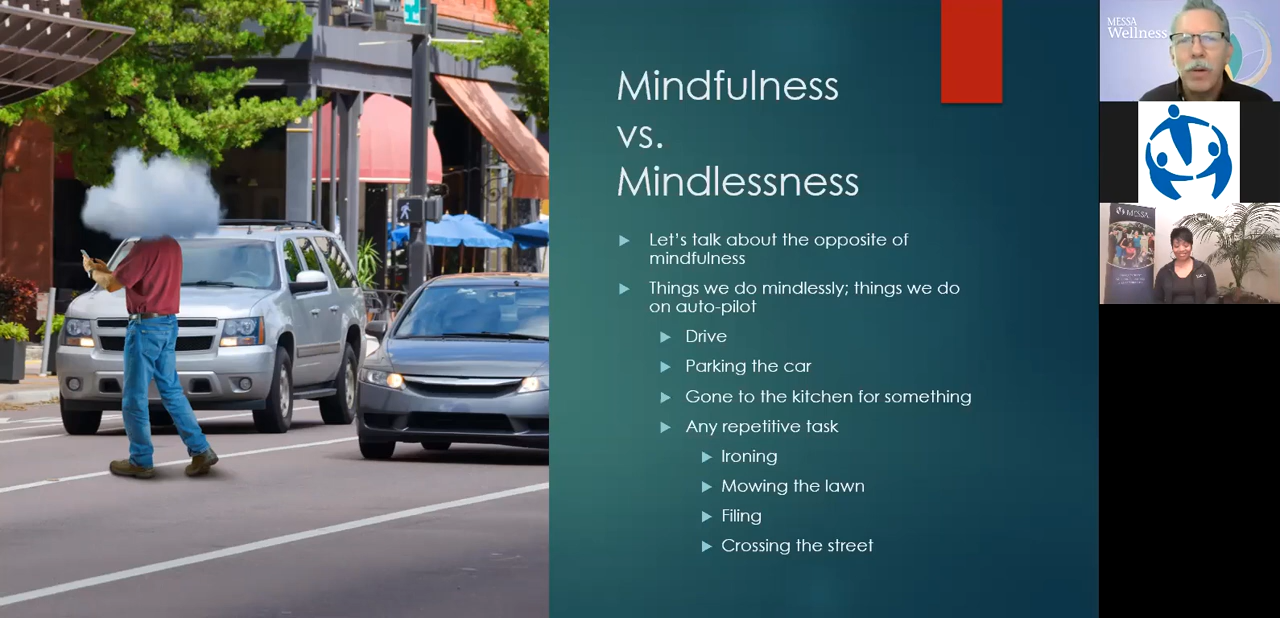 Mindfulness
vs.
Mindlessness
Let's talk about the opposite of
mindfulness
Things we do mindlessly; things we do
on auto-pilot
Drive
Parking the car
Gone to the kitchen for something
Any repetitive task
Ironing
Mowing the lawn
Filing
Crossing the street
MESSA
Wellness
MESSA